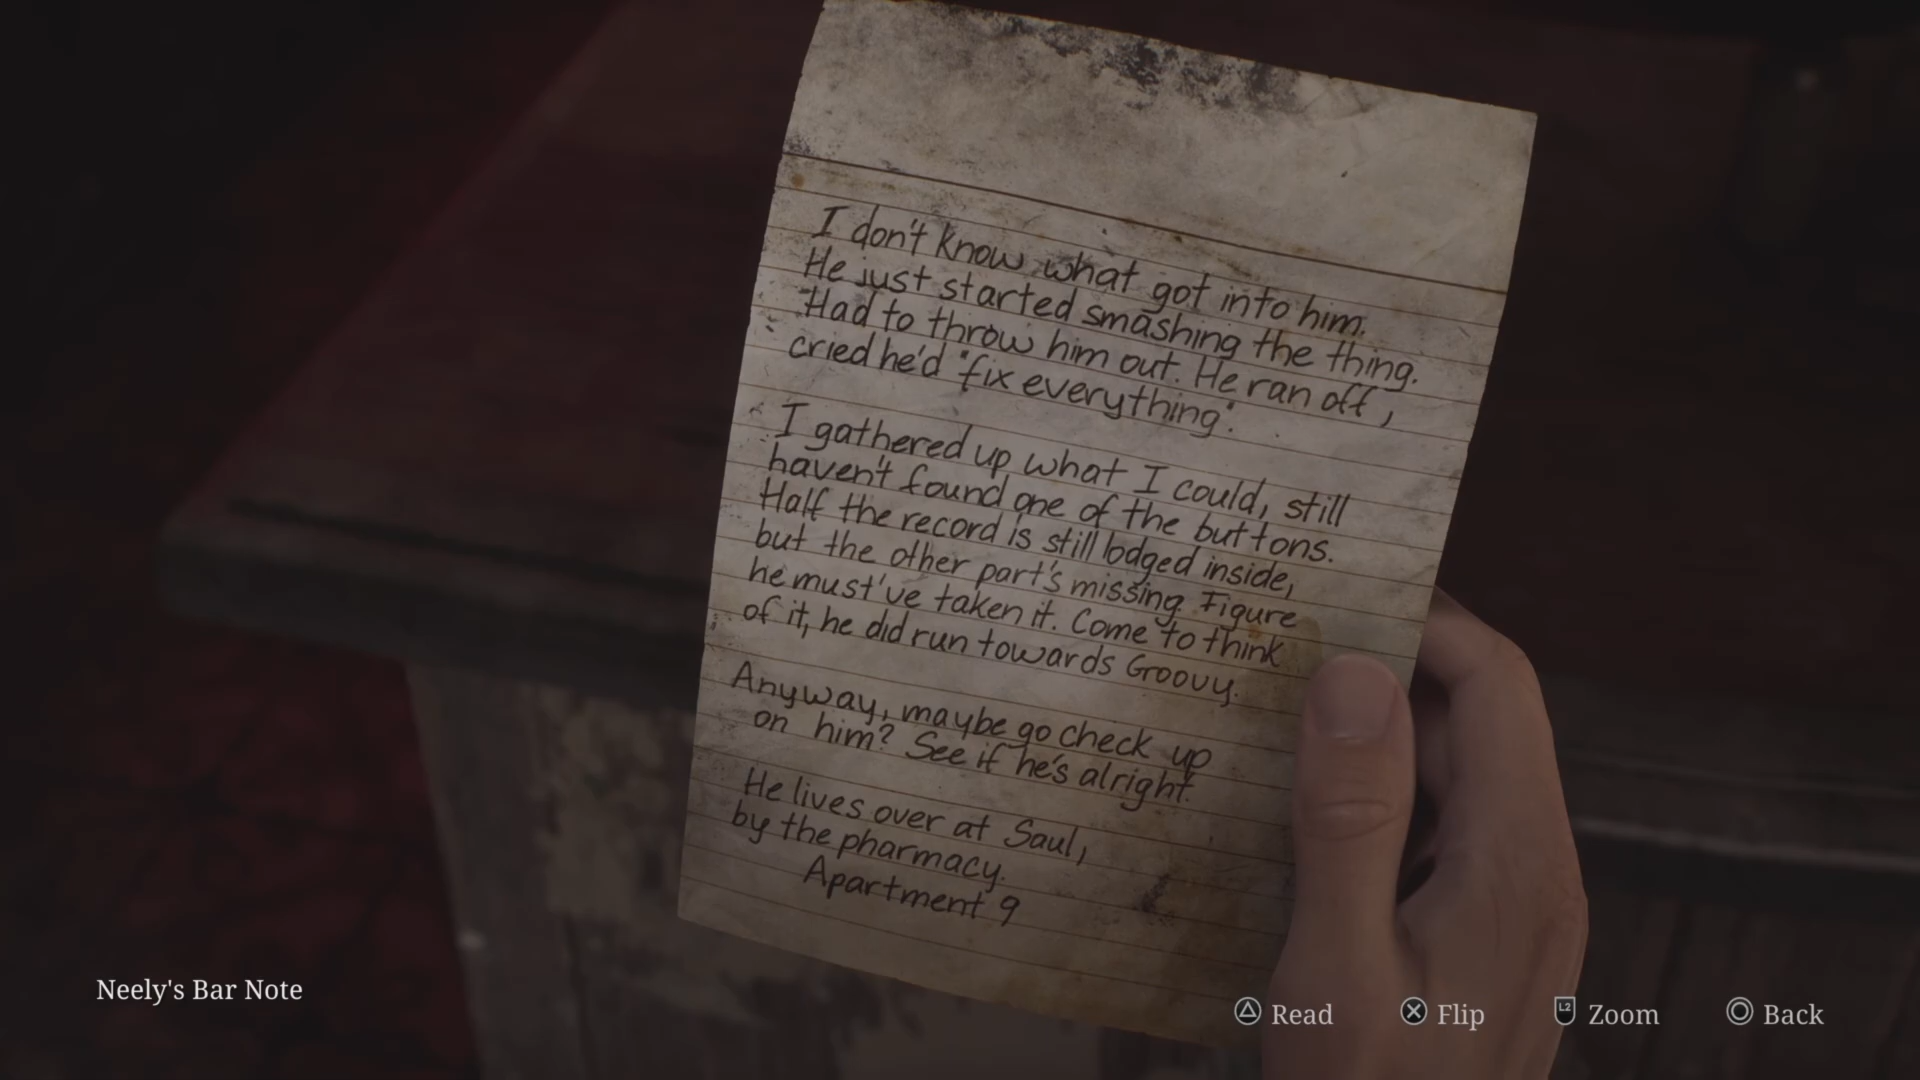 I don't know what got into him.
He just started smashing the thing.
Had to throw him out. He ran off,
cried he'd "fix everything".
I gathered up what I could, still
haven't found one of the buttons.
Half the record is still lodged inside,
but the other part's missing. Figure
he must've taken it. Come to think
of it, he did run towards Groovy.
Anyway, maybe go check up
on him? See if he's alright.
He lives over at Saul,
by the pharmacy.
Apartment 9
Neely's Bar Note
Read
Flip
L2 Zoom
Back